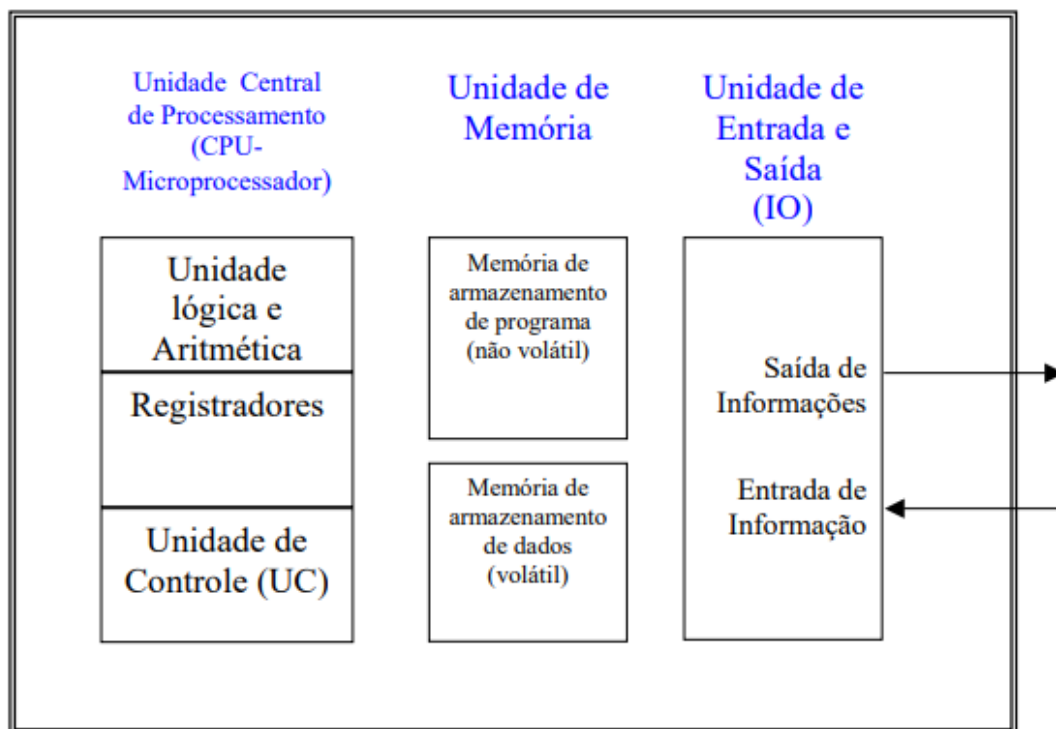 Unidade Central
de Processamento
(CPU-
Microprocessador)
Unidade
lógica e
Aritmética
Registradores
Unidade de
Controle (UC)
Unidade de
Memória
Memória de
armazenamento
de programa
(não volátil)
Memória de
armazenamento
de dados
(volátil)
Unidade de
Entrada e
Saída
(IO)
Saída de
Informações
Entrada de
Informação